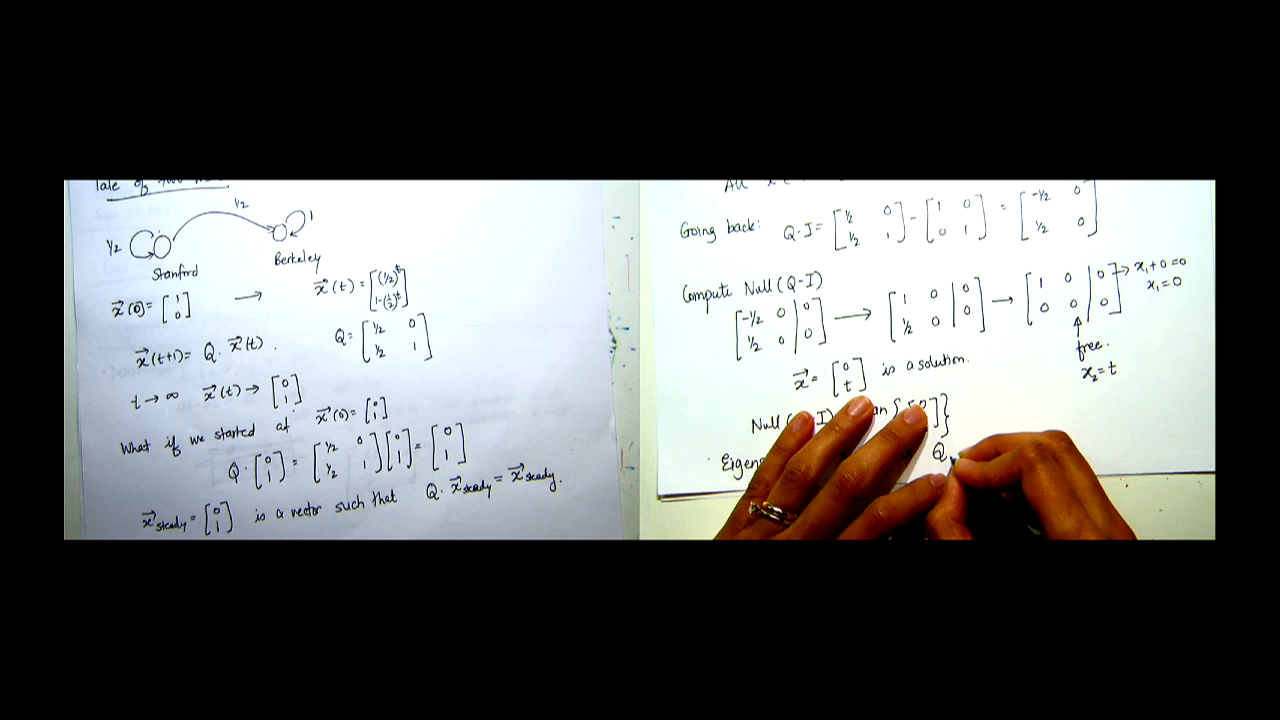 Tale of two
1/2
1
1/2
Stanford
Berkeley
x⃗(0) = [1; 0] → x⃗(t) = [(1/2)^t; 1-(1/2)^t]
x⃗(t+1) = Q · x⃗(t). Q = [1/2 0; 1/2 1]
t → ∞ x⃗(t) → [0; 1]
What if we started at x⃗(0) = [0; 1]
Q · [0; 1] = [1/2 0; 1/2 1] [0; 1] = [0; 1]
x⃗steady = [0; 1] is a vector such that Q · x⃗steady = x⃗steady.
All
Going back: Q-I = [1/2 0; 1/2 1] - [1 0; 0 1] = [-1/2 0; 1/2 0]
Compute Null (Q-I)
[-1/2 0 | 0; 1/2 0 | 0] → [1 0 | 0; 1/2 0 | 0] → [1 0 | 0; 0 0 | 0] → x₁ + 0 = 0
x₁ = 0
free.
x₂ = t
x⃗ = [0; t] is a solution.
Null( I)
Q